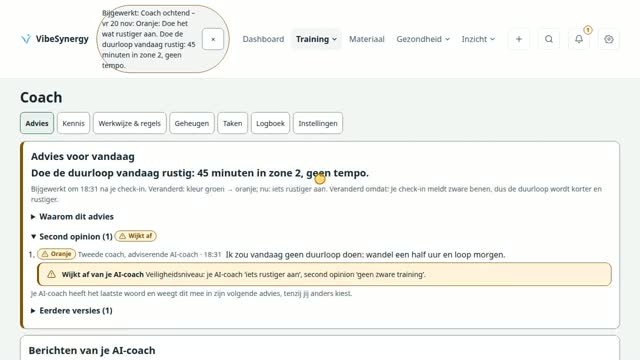 Bijgewerkt: Coach ochtend –
vr 20 nov: Oranje: Doe het
wat rustiger aan. Doe de
duurloop vandaag rustig: 45
minuten in zone 2, geen
tempo.
×
VibeSynergy
Dashboard
Training
Materiaal
Gezondheid
Inzicht
+
1
Coach
Advies
Kennis
Werkwijze & regels
Geheugen
Taken
Logboek
Instellingen
Advies voor vandaag
Doe de duurloop vandaag rustig: 45 minuten in zone 2, geen tempo.
Bijgewerkt om 18:31 na je check-in. Veranderd: kleur groen → oranje; nu: iets rustiger aan. Veranderd omdat: Je check-in meldt zware benen, dus de duurloop wordt korter en
rustiger.
Waarom dit advies
Second opinion (1) Wijkt af
1. Oranje Tweede coach, adviserende AI-coach · 18:31 Ik zou vandaag geen duurloop doen: wandel een half uur en loop morgen.
Wijkt af van je AI-coach Veiligheidsniveau: je AI-coach ‘iets rustiger aan’, second opinion ‘geen zware training’.
Je AI-coach heeft het laatste woord en weegt dit mee in zijn volgende advies, tenzij jij anders kiest.
Eerdere versies (1)
Berichten van je AI-coach